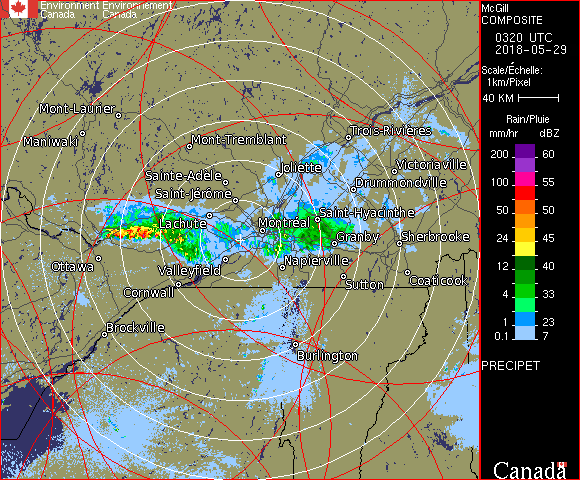 Environment Environnement
Canada Canada
McGill
COMPOSITE
0320 UTC
2018-05-29
Scale/Échelle:
1km/Pixel
40 KM
Rain/Pluie
mm/hr dBZ
200 60
100 55
50 50
24 45
12 40
4 33
1 23
0.1 7
PRECIPET
Canada
Mont-Laurier
Maniwaki
Mont-Tremblant
Trois-Rivières
Joliette
Victoriaville
Sainte-Adèle
Drummondville
Saint-Jérôme
Lachute
Saint-Hyacinthe
Montréal
Granby
Sherbrooke
Ottawa
Valleyfield
Napierville
Cornwall
Sutton
Coaticook
Brockville
Burlington